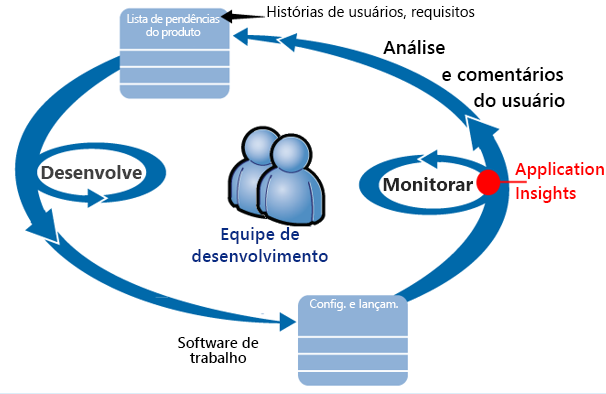 Lista de pendências
do produto
Histórias de usuários, requisitos
Análise
e comentários
do usuário
Desenvolve
Monitorar
Application
Insights
Equipe de
desenvolvimento
Config. e lançam.
Software de
trabalho